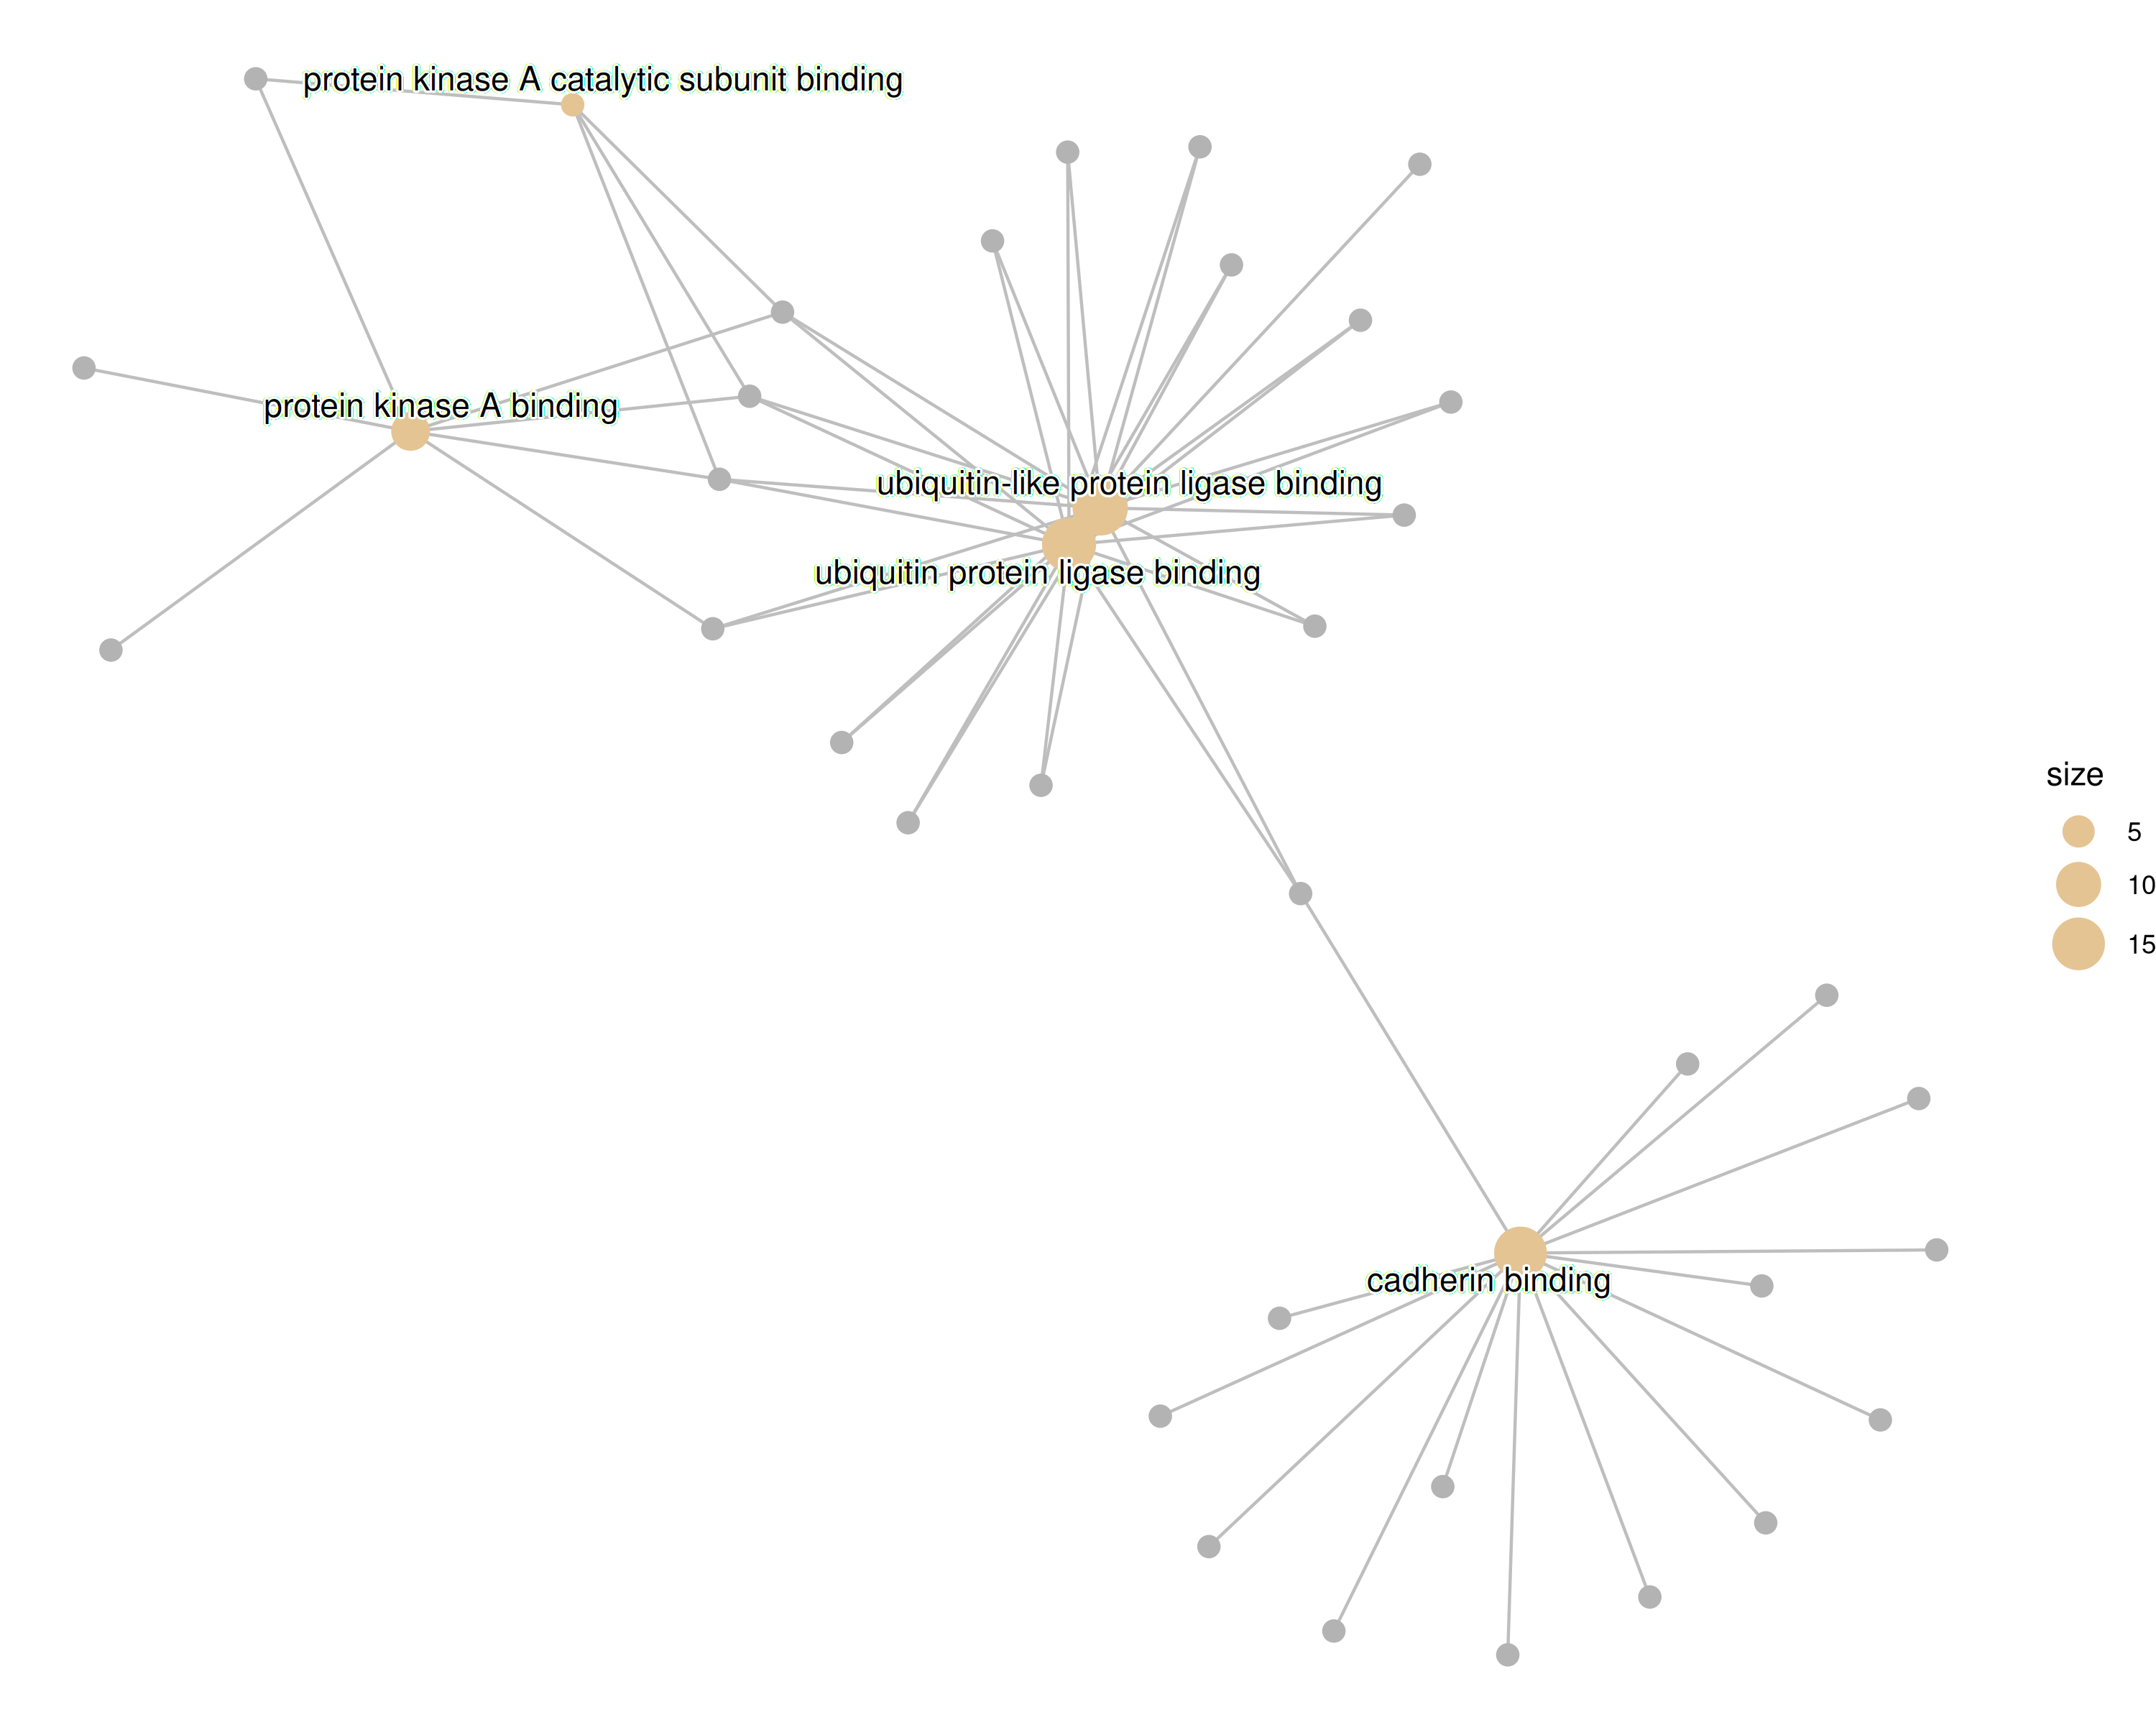 protein kinase A catalytic subunit binding
protein kinase A binding
ubiquitin-like protein ligase binding
ubiquitin protein ligase binding
size
5
10
15
cadherin binding